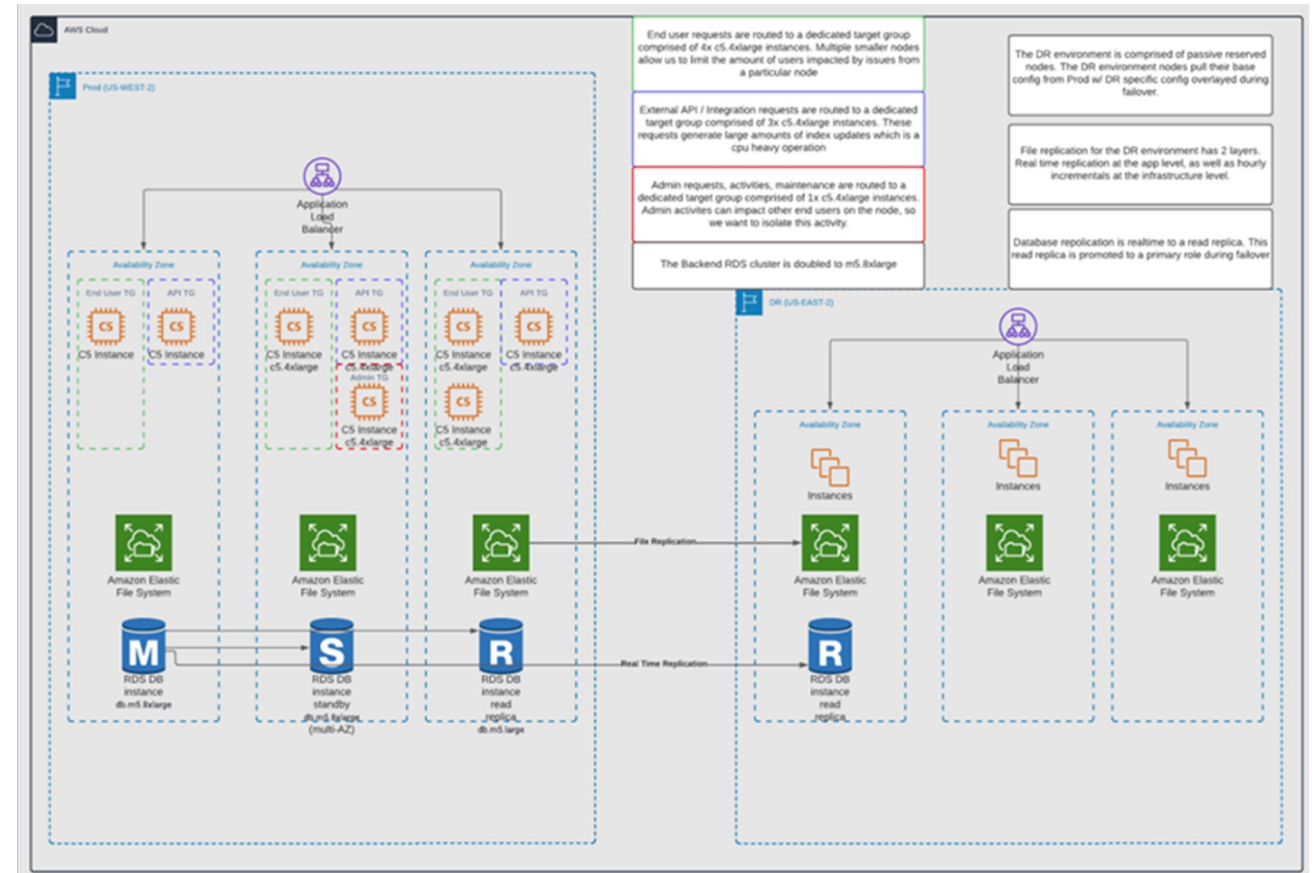 AWS Cloud
Prod (US-WEST-2)
Application
Load
Balancer
Availability Zone
End User TG
API TG
C5
C5 Instance
C5
C5 Instance
Amazon Elastic
File System
M
RDS DB
instance
db.m5.8xlarge
Availability Zone
End User TG
API TG
C5
C5 Instance
c5.4xlarge
C5
C5 Instance
c5.4xlarge
Admin TG
C5
C5 Instance
c5.4xlarge
Amazon Elastic
File System
S
RDS DB
instance
standby
db.m5.8xlarge
(multi-AZ)
Availability Zone
End User TG
API TG
C5
C5 Instance
c5.4xlarge
C5
C5 Instance
c5.4xlarge
C5
C5 Instance
c5.4xlarge
Amazon Elastic
File System
R
RDS DB
instance
read
replica
db.m5.large
File Replication
Real Time Replication
End user requests are routed to a dedicated target group
comprised of 4x c5.4xlarge instances. Multiple smaller nodes
allow us to limit the amount of users impacted by issues from
a particular node
External API / Integration requests are routed to a dedicated
target group comprised of 3x c5.4xlarge instances. These
requests generate large amounts of index updates which is a
cpu heavy operation
Admin requests, activities, maintenance are routed to a
dedicated target group comprised of 1x c5.4xlarge instances.
Admin activites can impact other end users on the node, so
we want to isolate this activity.
The Backend RDS cluster is doubled to m5.8xlarge
The DR environment is comprised of passive reserved
nodes. The DR environment nodes pull their base
config from Prod w/ DR specific config overlayed during
failover.
File replication for the DR environment has 2 layers.
Real time replication at the app level, as well as hourly
incrementals at the infrastructure level.
Database repolication is realtime to a read replica. This
read replica is promoted to a primary role during failover
DR (US-EAST-2)
Application
Load
Balancer
Availability Zone
Instances
Amazon Elastic
File System
R
RDS DB
instance
read
replica
Availability Zone
Instances
Amazon Elastic
File System
Availability Zone
Instances
Amazon Elastic
File System